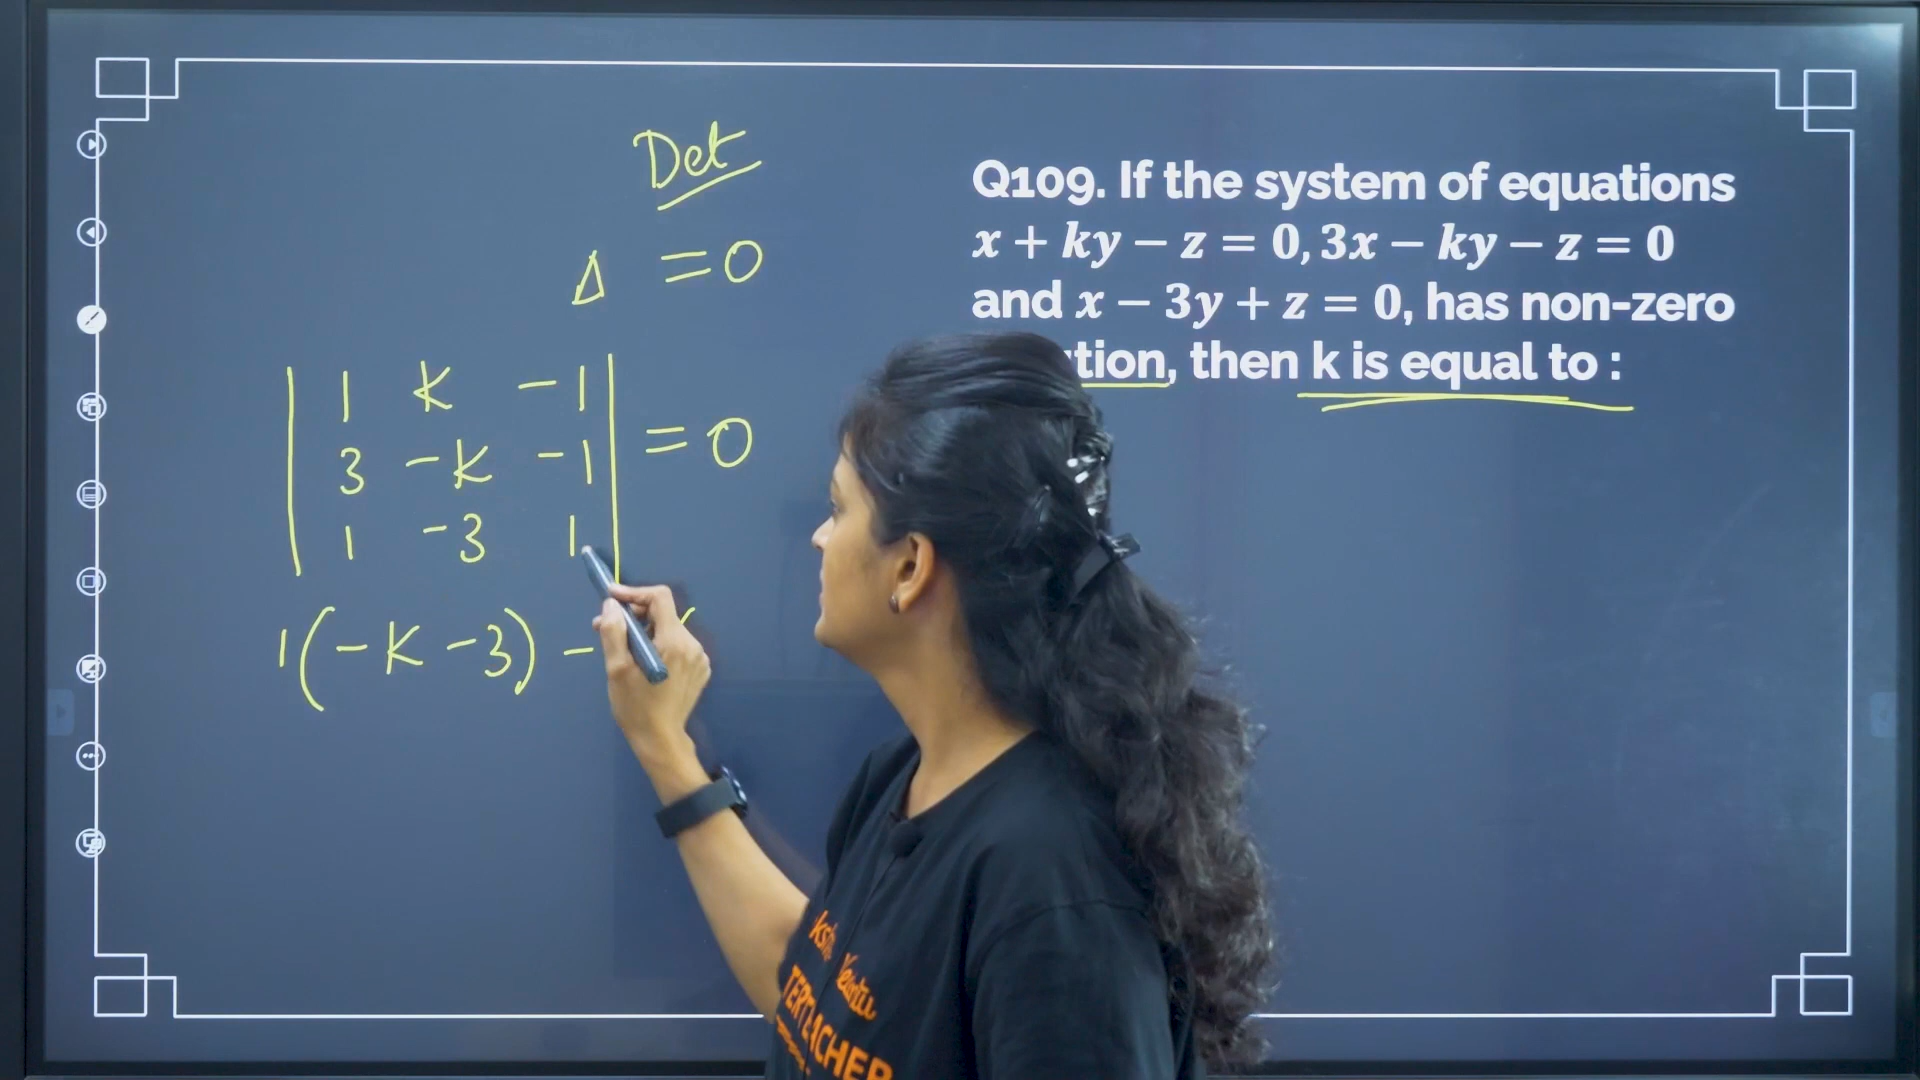 Det
Δ = 0
1 K -1
3 -K -1 = 0
1 -3 1
1(-K-3) - (
Q109. If the system of equations
x + ky − z = 0, 3x − ky − z = 0
and x − 3y + z = 0, has non-zero
tion, then k is equal to :
TERTEACHER